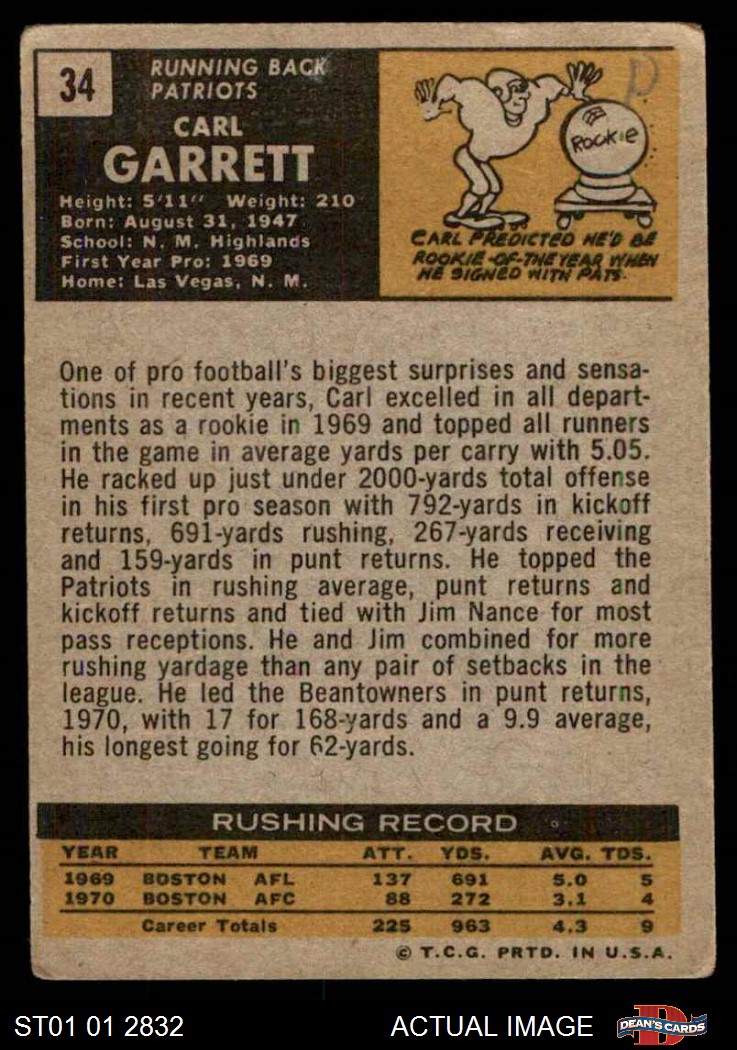 34
RUNNING BACK
PATRIOTS
CARL
GARRETT
Height: 5'11" Weight: 210
Born: August 31, 1947
School: N. M. Highlands
First Year Pro: 1969
Home: Las Vegas, N. M.
D
ROOKIE
CARL PREDICTED HE'D BE
ROOKIE-OF-THE YEAR WHEN
HE SIGNED WITH PATS.
One of pro football's biggest surprises and sensa-
tions in recent years, Carl excelled in all depart-
ments as a rookie in 1969 and topped all runners
in the game in average yards per carry with 5.05.
He racked up just under 2000-yards total offense
in his first pro season with 792-yards in kickoff
returns, 691-yards rushing, 267-yards receiving
and 159-yards in punt returns. He topped the
Patriots in rushing average, punt returns and
kickoff returns and tied with Jim Nance for most
pass receptions. He and Jim combined for more
rushing yardage than any pair of setbacks in the
league. He led the Beantowners in punt returns,
1970, with 17 for 168-yards and a 9.9 average,
his longest going for 62-yards.
RUSHING RECORD
YEAR TEAM ATT. YDS. AVG. TDS.
1969 BOSTON AFL 137 691 5.0 5
1970 BOSTON AFC 88 272 3.1 4
Career Totals 225 963 4.3 9
© T.C.G. PRTD. IN U.S.A.
ST01 01 2832 ACTUAL IMAGE D DEAN'S CARDS